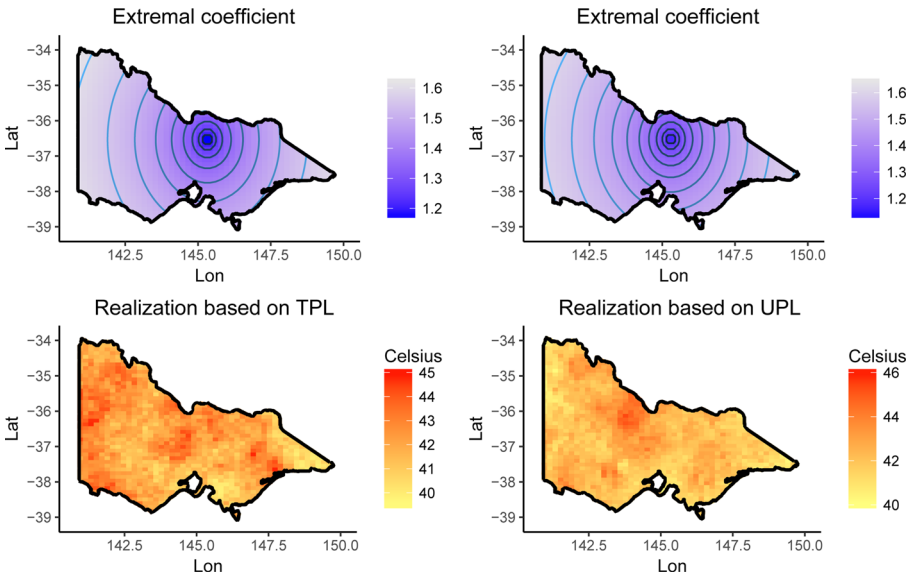 Extremal coefficient
Lat
−34
−35
−36
−37
−38
−39
142.5 145.0 147.5 150.0
Lon
1.6
1.5
1.4
1.3
1.2
Extremal coefficient
Lat
−34
−35
−36
−37
−38
−39
142.5 145.0 147.5 150.0
Lon
1.6
1.5
1.4
1.3
1.2
Realization based on TPL
Lat
−34
−35
−36
−37
−38
−39
142.5 145.0 147.5 150.0
Lon
Celsius
45
44
43
42
41
40
Realization based on UPL
Lat
−34
−35
−36
−37
−38
−39
142.5 145.0 147.5 150.0
Lon
Celsius
46
44
42
40